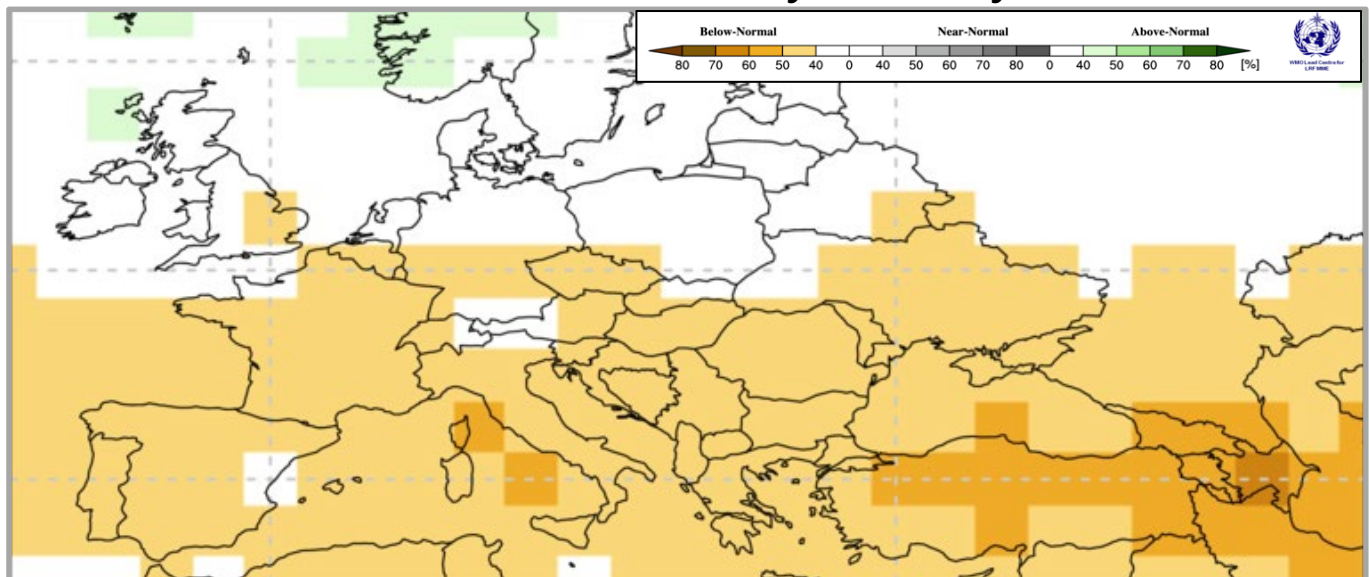 Below-Normal Near-Normal Above-Normal
80 70 60 50 40 0 40 50 60 70 80 0 40 50 60 70 80 [%]
WMO Lead Centre for
LRF MME